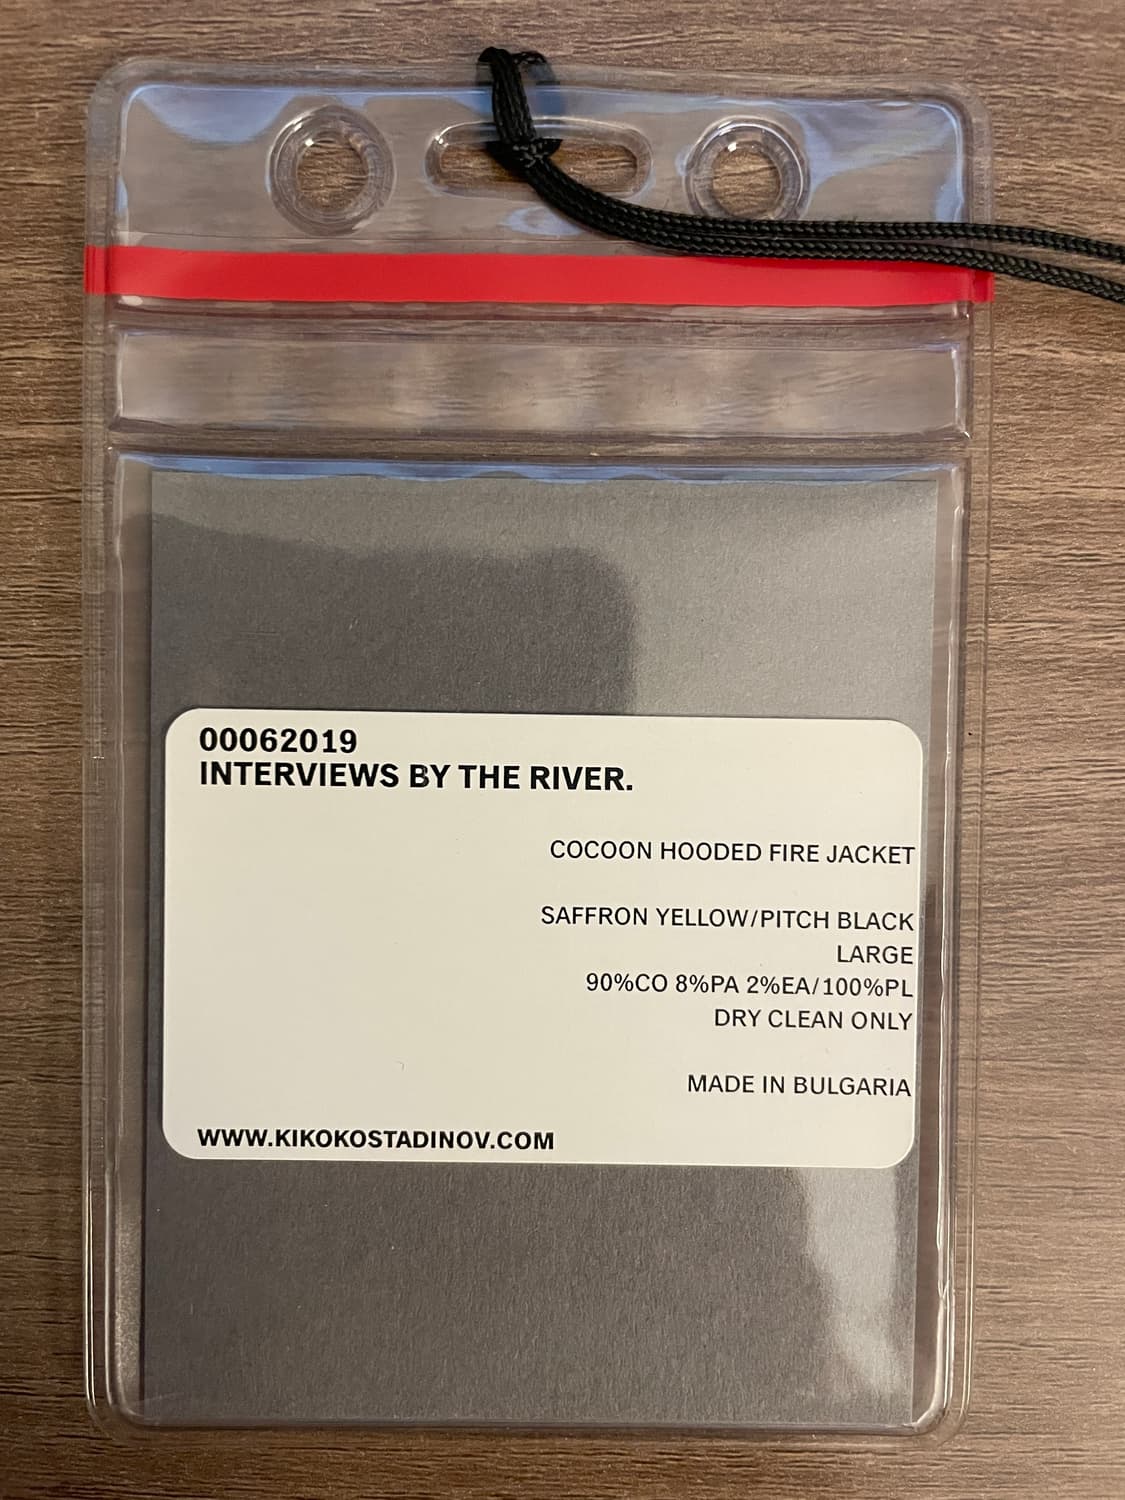 00062019
INTERVIEWS BY THE RIVER.
COCOON HOODED FIRE JACKET
SAFFRON YELLOW/PITCH BLACK
LARGE
90%CO 8%PA 2%EA/100%PL
DRY CLEAN ONLY
MADE IN BULGARIA
WWW.KIKOKOSTADINOV.COM